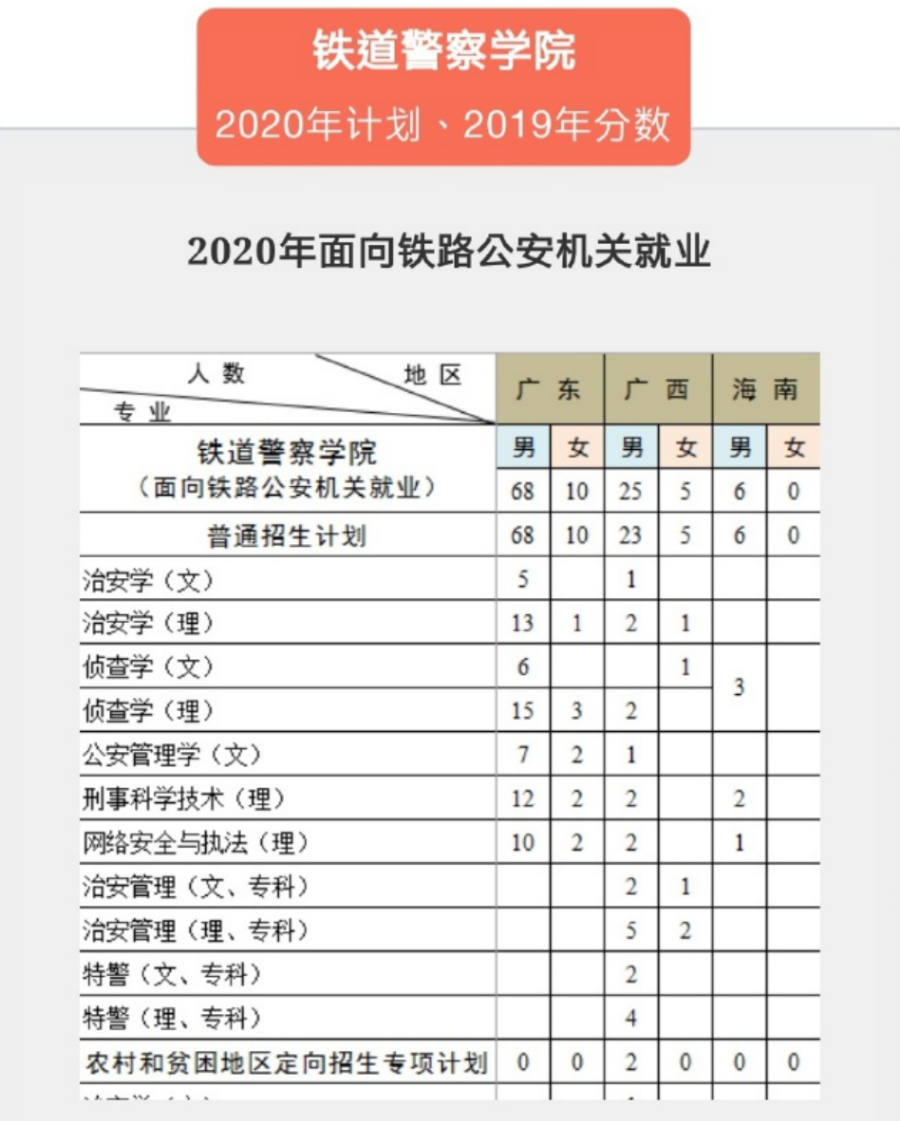 铁道警察学院
2020年计划、2019年分数
2020年面向铁路公安机关就业
人数 地区 广东 广西 海南
专业
铁道警察学院 男 女 男 女 男 女
（面向铁路公安机关就业） 68 10 25 5 6 0
普通招生计划 68 10 23 5 6 0
治安学（文） 5 1
治安学（理） 13 1 2 1
侦查学（文） 6 1
3
侦查学（理） 15 3 2
公安管理学（文） 7 2 1
刑事科学技术（理） 12 2 2 2
网络安全与执法（理） 10 2 2 1
治安管理（文、专科） 2 1
治安管理（理、专科） 5 2
特警（文、专科） 2
特警（理、专科） 4
农村和贫困地区定向招生专项计划 0 0 2 0 0 0